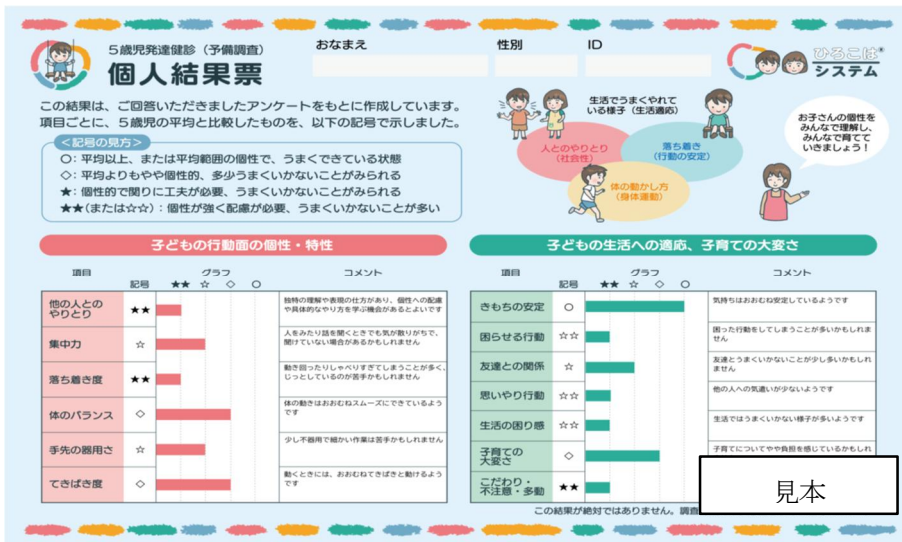 5歳児発達健診（予備調査）
個人結果票
おなまえ
性別
ID
ひろこは®
システム
この結果は、ご回答いただきましたアンケートをもとに作成しています。
項目ごとに、5歳児の平均と比較したものを、以下の記号で示しました。
＜記号の見方＞
○：平均以上、または平均範囲の個性で、うまくできている状態
◇：平均よりもやや個性的、多少うまくいかないことがみられる
★：個性的で関りに工夫が必要、うまくいかないことがみられる
★★（または☆☆）：個性が強く配慮が必要、うまくいかないことが多い
生活でうまくやれて
いる様子（生活適応）
人とのやりとり
（社会性）
落ち着き
（行動の安定）
体の動かし方
（身体運動）
お子さんの個性を
みんなで理解し、
みんなで育てて
いきましょう！
子どもの行動面の個性・特性
項目
記号
グラフ
★★ ☆ ◇ ○
コメント
他の人との
やりとり
★★
独特の理解や表現の仕方があり、個性への配慮
や具体的なやり方を学ぶ機会があるとよいです
集中力
☆
人をみたり話を聞くときでも気が散りがちで、
聞けていない場合があるかもしれません
落ち着き度
★★
動き回ったりしゃべりすぎてしまうことが多く、
じっとしているのが苦手かもしれません
体のバランス
◇
体の動きはおおむねスムーズにできているよう
です
手先の器用さ
☆
少し不器用で細かい作業は苦手かもしれません
てきぱき度
◇
動くときには、おおむねてきぱきと動けるよう
です
子どもの生活への適応、子育ての大変さ
項目
記号
グラフ
★★ ☆ ◇ ○
コメント
きもちの安定
○
気持ちはおおむね安定しているようです
困らせる行動
☆☆
困った行動をしてしまうことが多いかもしれま
せん
友達との関係
☆
友達とうまくいかないことが少し多いかもしれ
ません
思いやり行動
☆☆
他の人への気遣いが少ないようです
生活の困り感
☆☆
生活ではうまくいかない様子が多いようです
子育ての
大変さ
◇
子育てについてやや負担を感じているかもしれ
こだわり・
不注意・多動
★★
この結果が絶対ではありません。調査
見本